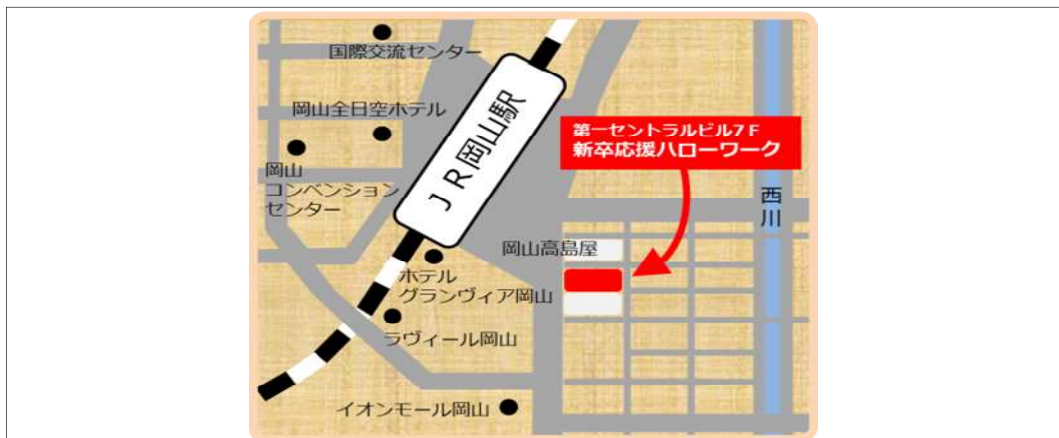 国際交流センター
岡山全日空ホテル
岡山
コンベンション
センター
JR岡山駅
第一セントラルビル7F
新卒応援ハローワーク
西川
岡山高島屋
ホテル
グランヴィア岡山
ラヴィール岡山
イオンモール岡山